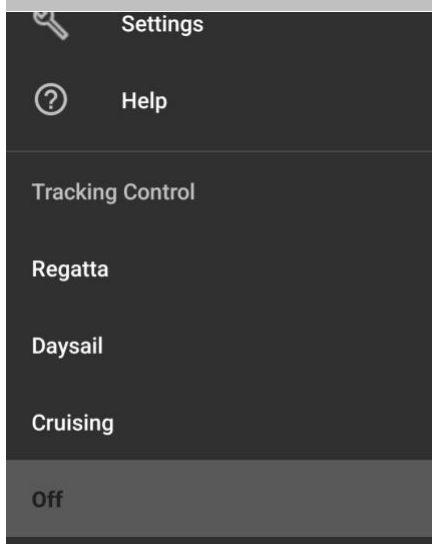 Settings
Help
Tracking Control
Regatta
Daysail
Cruising
Off